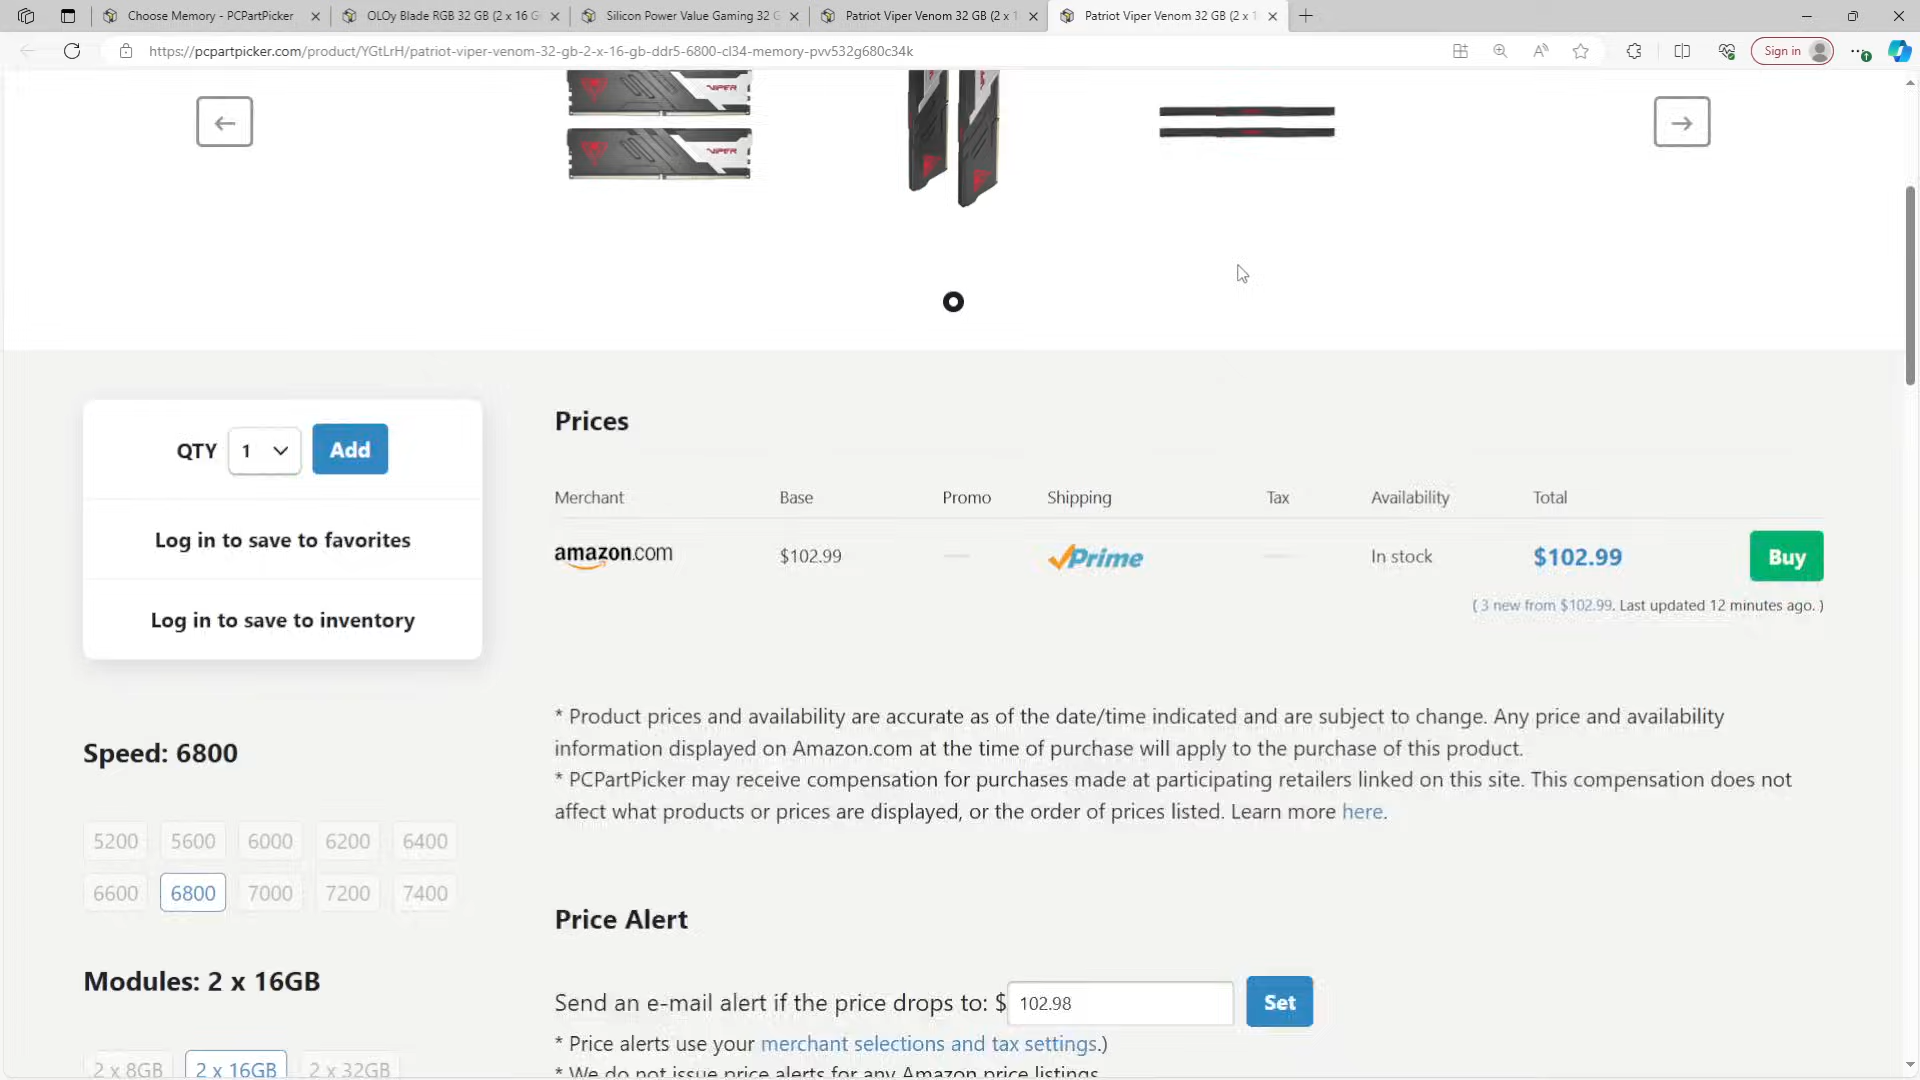 Choose Memory - PCPartPicker
OLOy Blade RGB 32 GB (2 x 16 G
Silicon Power Value Gaming 32 G
Patriot Viper Venom 32 GB (2 x 1
Patriot Viper Venom 32 GB (2 x 1
https://pcpartpicker.com/product/YGtLrH/patriot-viper-venom-32-gb-2-x-16-gb-ddr5-6800-cl34-memory-pvv532g680c34k
Sign in
VIPER
VIPER
QTY 1 Add
Log in to save to favorites
Log in to save to inventory
Speed: 6800
5200 5600 6000 6200 6400
6600 6800 7000 7200 7400
Modules: 2 x 16GB
2 x 8GB 2 x 16GB 2 x 32GB
Prices
Merchant Base Promo Shipping Tax Availability Total
amazon.com $102.99 — Prime — In stock $102.99 Buy
( 3 new from $102.99. Last updated 12 minutes ago. )
* Product prices and availability are accurate as of the date/time indicated and are subject to change. Any price and availability
information displayed on Amazon.com at the time of purchase will apply to the purchase of this product.
* PCPartPicker may receive compensation for purchases made at participating retailers linked on this site. This compensation does not
affect what products or prices are displayed, or the order of prices listed. Learn more here.
Price Alert
Send an e-mail alert if the price drops to: $ 102.98 Set
* Price alerts use your merchant selections and tax settings.)
* We do not issue price alerts for any Amazon price listings